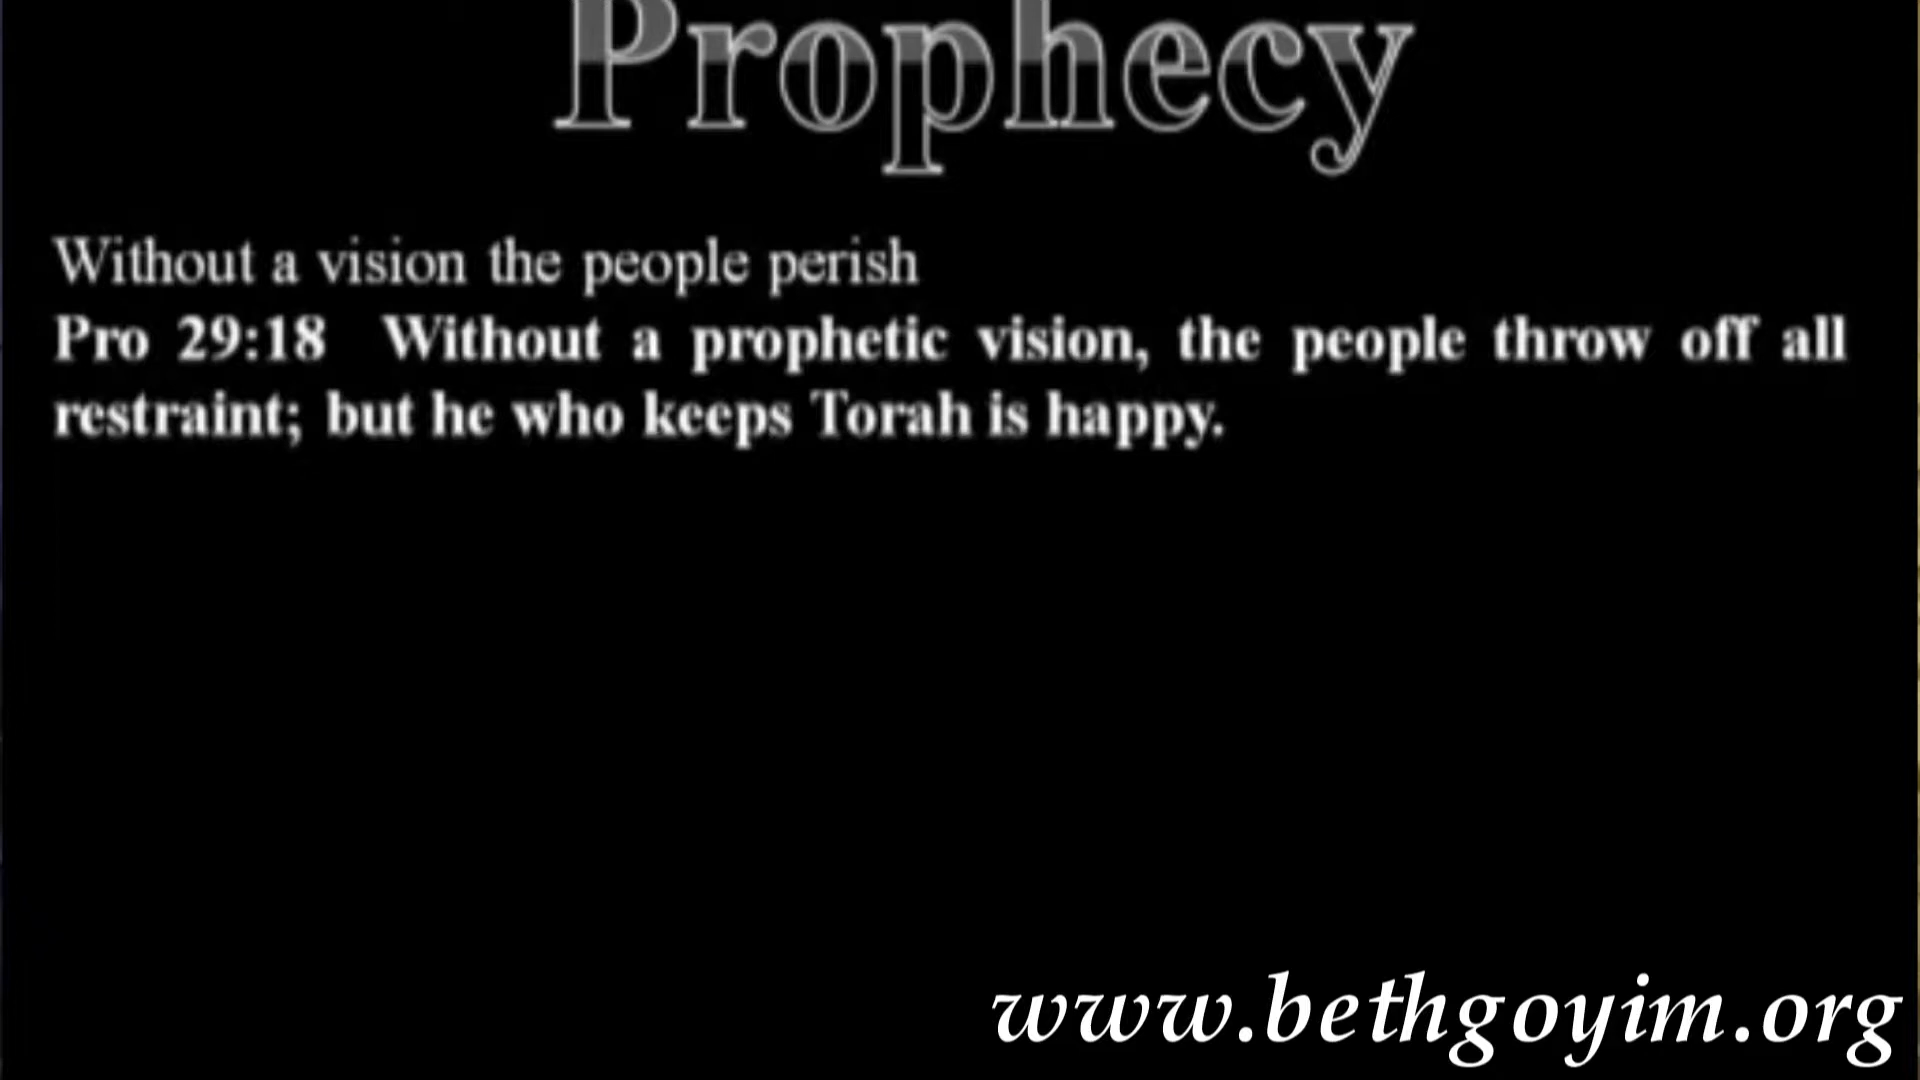 Prophecy
Without a vision the people perish
Pro 29:18 Without a prophetic vision, the people throw off all
restraint; but he who keeps Torah is happy.
www.bethgoyim.org